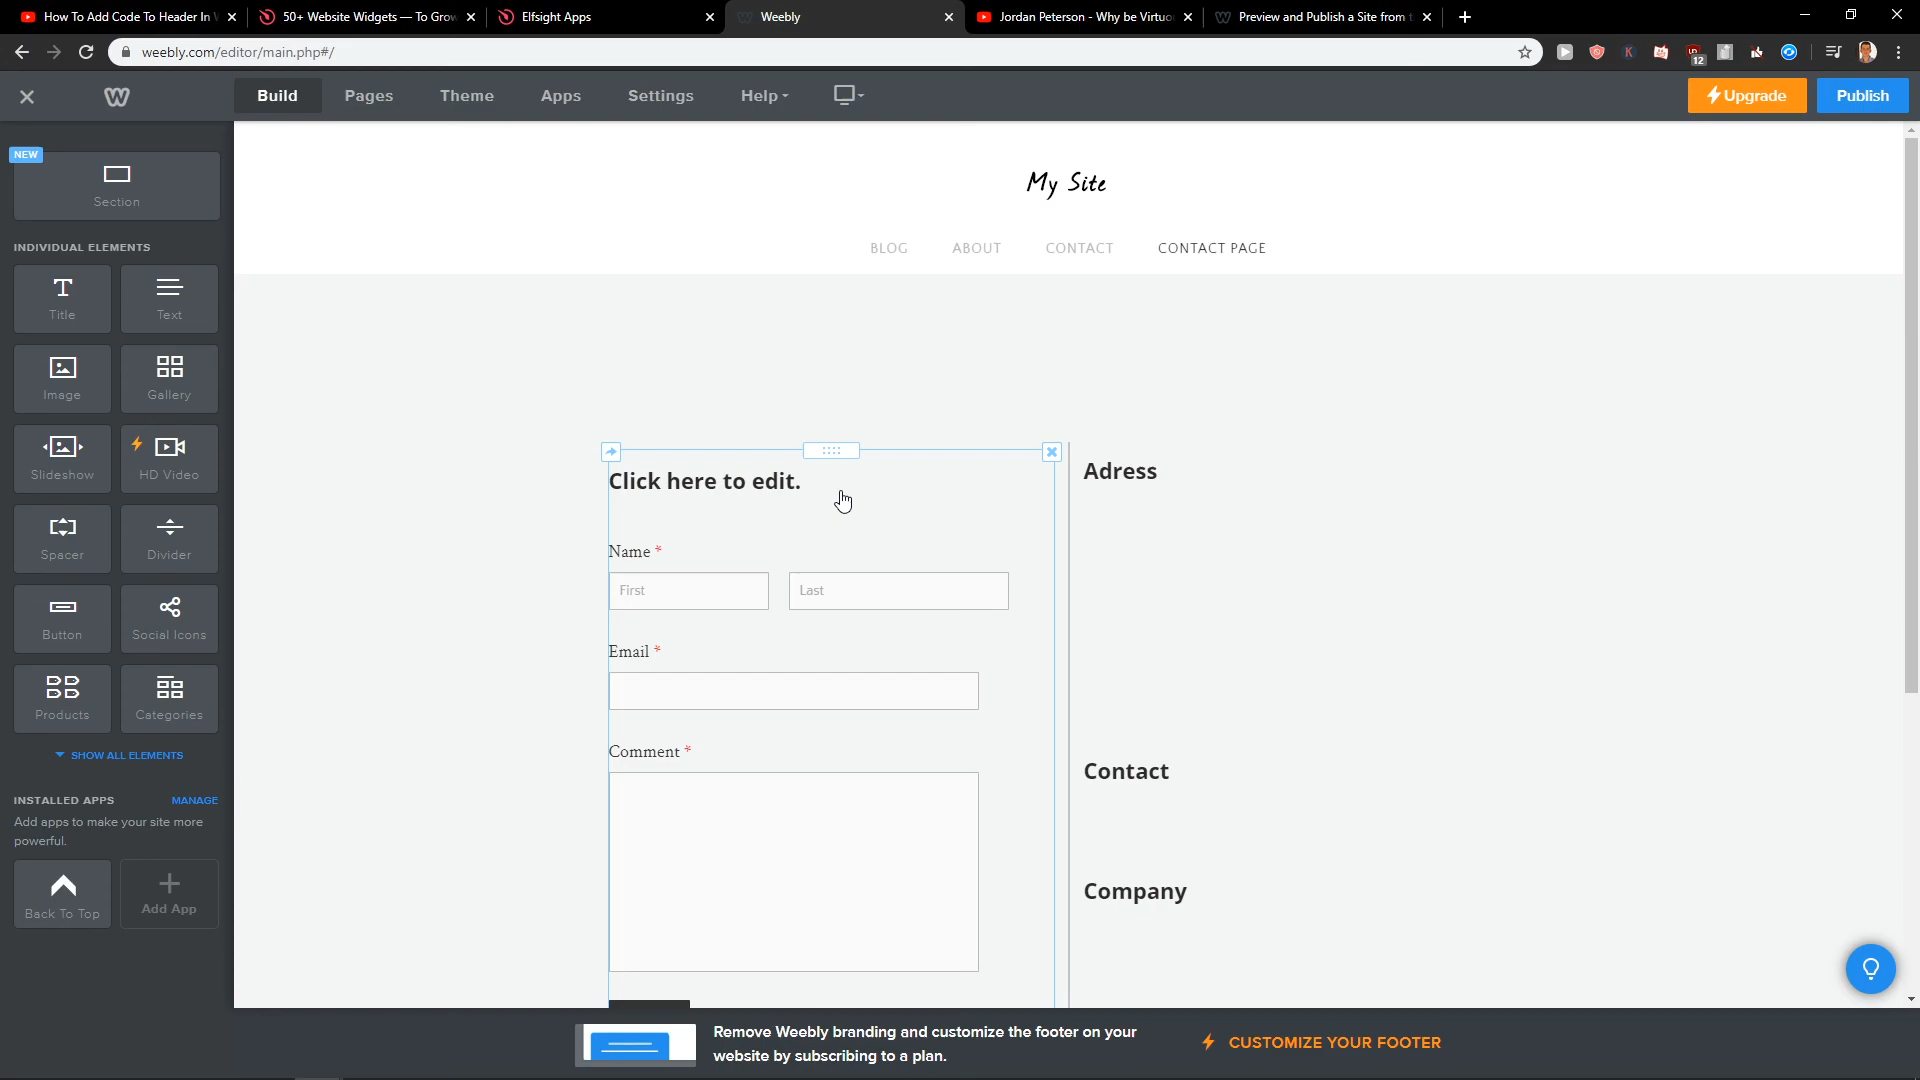 How To Add Code To Header In
50+ Website Widgets — To Grow
Elfsight Apps
Weebly
Jordan Peterson - Why be Virtuo
Preview and Publish a Site from
weebly.com/editor/main.php#/
12
Build
Pages
Theme
Apps
Settings
Help
Upgrade
Publish
NEW
Section
INDIVIDUAL ELEMENTS
Title
Text
Image
Gallery
Slideshow
HD Video
Spacer
Divider
Button
Social Icons
Products
Categories
SHOW ALL ELEMENTS
INSTALLED APPS
MANAGE
Add apps to make your site more
powerful.
Back To Top
Add App
My Site
BLOG
ABOUT
CONTACT
CONTACT PAGE
Click here to edit.
Name *
First
Last
Email *
Comment *
Adress
Contact
Company
Remove Weebly branding and customize the footer on your
website by subscribing to a plan.
CUSTOMIZE YOUR FOOTER